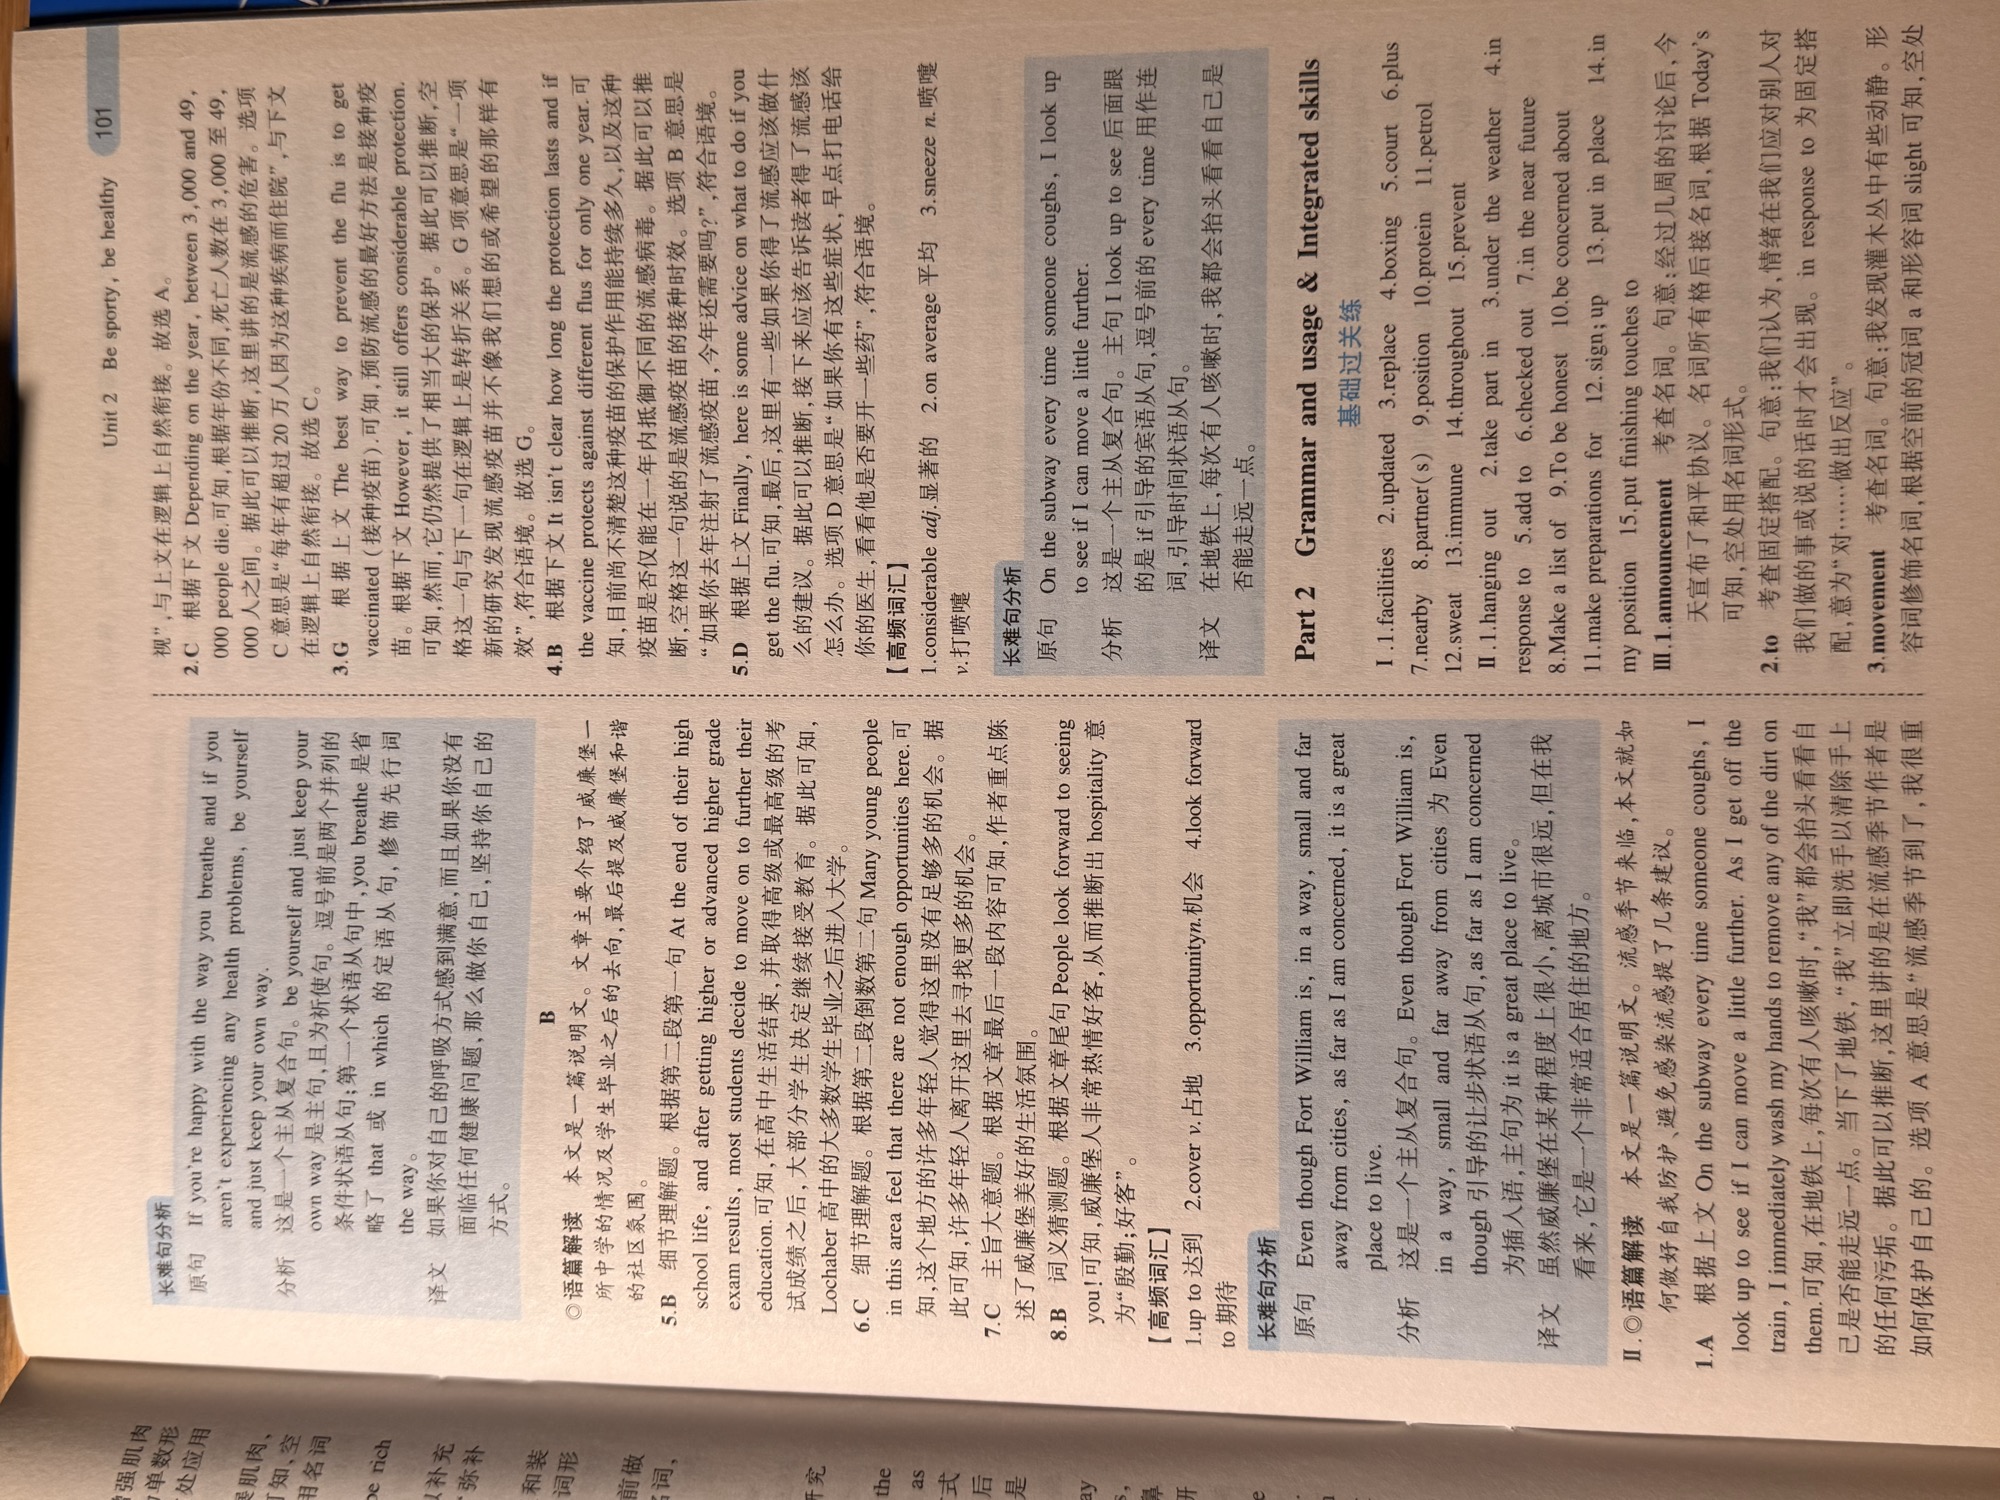 Unit 2 Be sporty, be healthy 101
长难句分析
原句 If you're happy with the way you breathe and if you
aren't experiencing any health problems, be yourself
and just keep your own way.
分析 这是一个主从复合句。be yourself and just keep your
own way 是主句,且为祈使句。逗号前是两个并列的
条件状语从句;第一个状语从句中,you breathe 是省
略了 that 或 in which 的定语从句,修饰先行词
the way。
译文 如果你对自己的呼吸方式感到满意,而且如果你没有
面临任何健康问题,那么做你自己,坚持你自己的
方式。
B
◎语篇解读 本文是一篇说明文。文章主要介绍了威廉堡一
所中学的情况及学生毕业之后的去向,最后提及威廉堡和谐
的社区氛围。
5.B 细节理解题。根据第二段第一句 At the end of their high
school life, and after getting higher or advanced higher grade
exam results, most students decide to move on to further their
education.可知,在高中生活结束,并取得高级或最高级的考
试成绩之后,大部分学生决定继续接受教育。据此可知,
Lochaber 高中的大多数学生毕业之后进入大学。
6.C 细节理解题。根据第二段倒数第二句 Many young people
in this area feel that there are not enough opportunities here.可
知,这个地方的许多年轻人觉得这里没有足够多的机会。据
此可知,许多年轻人离开这里去寻找更多的机会。
7.C 主旨大意题。根据文章最后一段内容可知,作者重点陈
述了威廉堡美好的生活氛围。
8.B 词义猜测题。根据文章尾句 People look forward to seeing
you!可知,威廉堡人非常热情好客,从而推断出 hospitality 意
为“殷勤;好客”。
【高频词汇】
1.up to 达到 2.cover v.占地 3.opportunityn.机会 4.look forward
to 期待
长难句分析
原句 Even though Fort William is, in a way, small and far
away from cities, as far as I am concerned, it is a great
place to live.
分析 这是一个主从复合句。Even though Fort William is,
in a way, small and far away from cities 为 Even
though 引导的让步状语从句,as far as I am concerned
为插入语,主句为 it is a great place to live。
译文 虽然威廉堡在某种程度上很小,离城市很远,但在我
看来,它是一个非常适合居住的地方。
Ⅱ.◎语篇解读 本文是一篇说明文。流感季节来临,本文就如
何做好自我防护、避免感染流感提了几条建议。
1.A 根据上文 On the subway every time someone coughs, I
look up to see if I can move a little further. As I get off the
train, I immediately wash my hands to remove any of the dirt on
them.可知,在地铁上,每次有人咳嗽时,“我”都会抬头看看自
己是否能走远一点。当下了地铁,“我”立即洗手以清除手上
的任何污垢。据此可以推断,这里讲的是在流感季节作者是
如何保护自己的。选项 A 意思是“流感季节到了,我很重
视”,与上文在逻辑上自然衔接。故选 A。
2.C 根据下文 Depending on the year, between 3,000 and 49,
000 people die.可知,根据年份不同,死亡人数在 3,000 至 49,
000 人之间。据此可以推断,这里讲的是流感的危害。选项
C 意思是“每年有超过 20 万人因为这种疾病而住院”,与下文
在逻辑上自然衔接。故选 C。
3.G 根据上文 The best way to prevent the flu is to get
vaccinated (接种疫苗).可知,预防流感的最好方法是接种疫
苗。根据下文 However, it still offers considerable protection.
可知,然而,它仍然提供了相当大的保护。据此可以推断,空
格这一句与下一句在逻辑上是转折关系。G 项意思是“一项
新的研究发现流感疫苗并不像我们想的或希望的那样有
效”,符合语境。故选 G。
4.B 根据下文 It isn't clear how long the protection lasts and if
the vaccine protects against different flus for only one year.可
知,目前尚不清楚这种疫苗的保护作用能持续多久,以及这种
疫苗是否仅能在一年内抵御不同的流感病毒。据此可以推
断,空格这一句说的是流感疫苗的接种时效。选项 B 意思是
“如果你去年注射了流感疫苗,今年还需要吗?”,符合语境。
5.D 根据上文 Finally, here is some advice on what to do if you
get the flu.可知,最后,这里有一些如果你得了流感应该做什
么的建议。据此可以推断,接下来应该告诉读者得了流感该
怎么办。选项 D 意思是“如果你有这些症状,早点打电话给
你的医生,看看他是否要开一些药”,符合语境。
【高频词汇】
1.considerable adj.显著的 2.on average 平均 3.sneeze n.喷嚏
v.打喷嚏
长难句分析
原句 On the subway every time someone coughs, I look up
to see if I can move a little further.
分析 这是一个主从复合句。主句 I look up to see 后面跟
的是 if 引导的宾语从句,逗号前的 every time 用作连
词,引导时间状语从句。
译文 在地铁上,每次有人咳嗽时,我都会抬头看看自己是
否能走远一点。
Part 2 Grammar and usage & Integrated skills
基础过关练
Ⅰ.1.facilities 2.updated 3.replace 4.boxing 5.court 6.plus
7.nearby 8.partner(s) 9.position 10.protein 11.petrol
12.sweat 13.immune 14.throughout 15.prevent
Ⅱ.1.hanging out 2.take part in 3.under the weather 4.in
response to 5.add to 6.checked out 7.in the near future
8.Make a list of 9.To be honest 10.be concerned about
11.make preparations for 12.sign;up 13.put in place 14.in
my position 15.put finishing touches to
Ⅲ.1.announcement 考查名词。句意:经过几周的讨论后,今
天宣布了和平协议。名词所有格后接名词,根据 Today's
可知,空处用名词形式。
2.to 考查固定搭配。句意:我们认为,情绪在我们应对别人对
我们做的事或说的话时才会出现。in response to 为固定搭
配,意为“对……做出反应”。
3.movement 考查名词。句意:我发现灌木丛中有些动静。形
容词修饰名词,根据空前的冠词 a 和形容词 slight 可知,空处